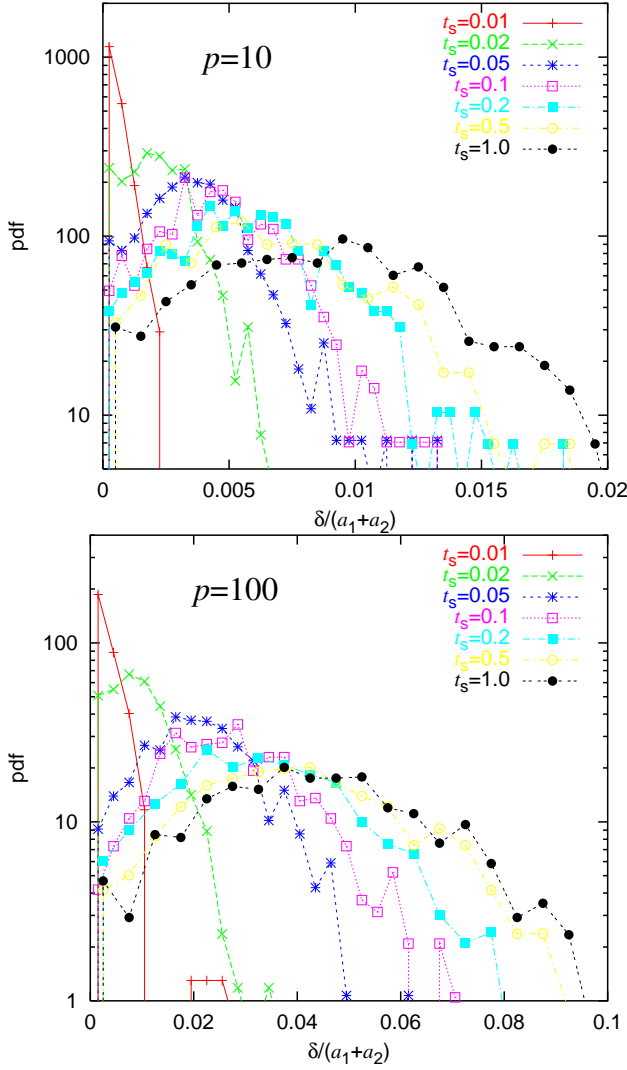 p=10
tₛ=0.01
tₛ=0.02
tₛ=0.05
tₛ=0.1
tₛ=0.2
tₛ=0.5
tₛ=1.0
1000
100
10
pdf
0 0.005 0.01 0.015 0.02
δ/(a₁+a₂)
p=100
tₛ=0.01
tₛ=0.02
tₛ=0.05
tₛ=0.1
tₛ=0.2
tₛ=0.5
tₛ=1.0
100
10
1
pdf
0 0.02 0.04 0.06 0.08 0.1
δ/(a₁+a₂)